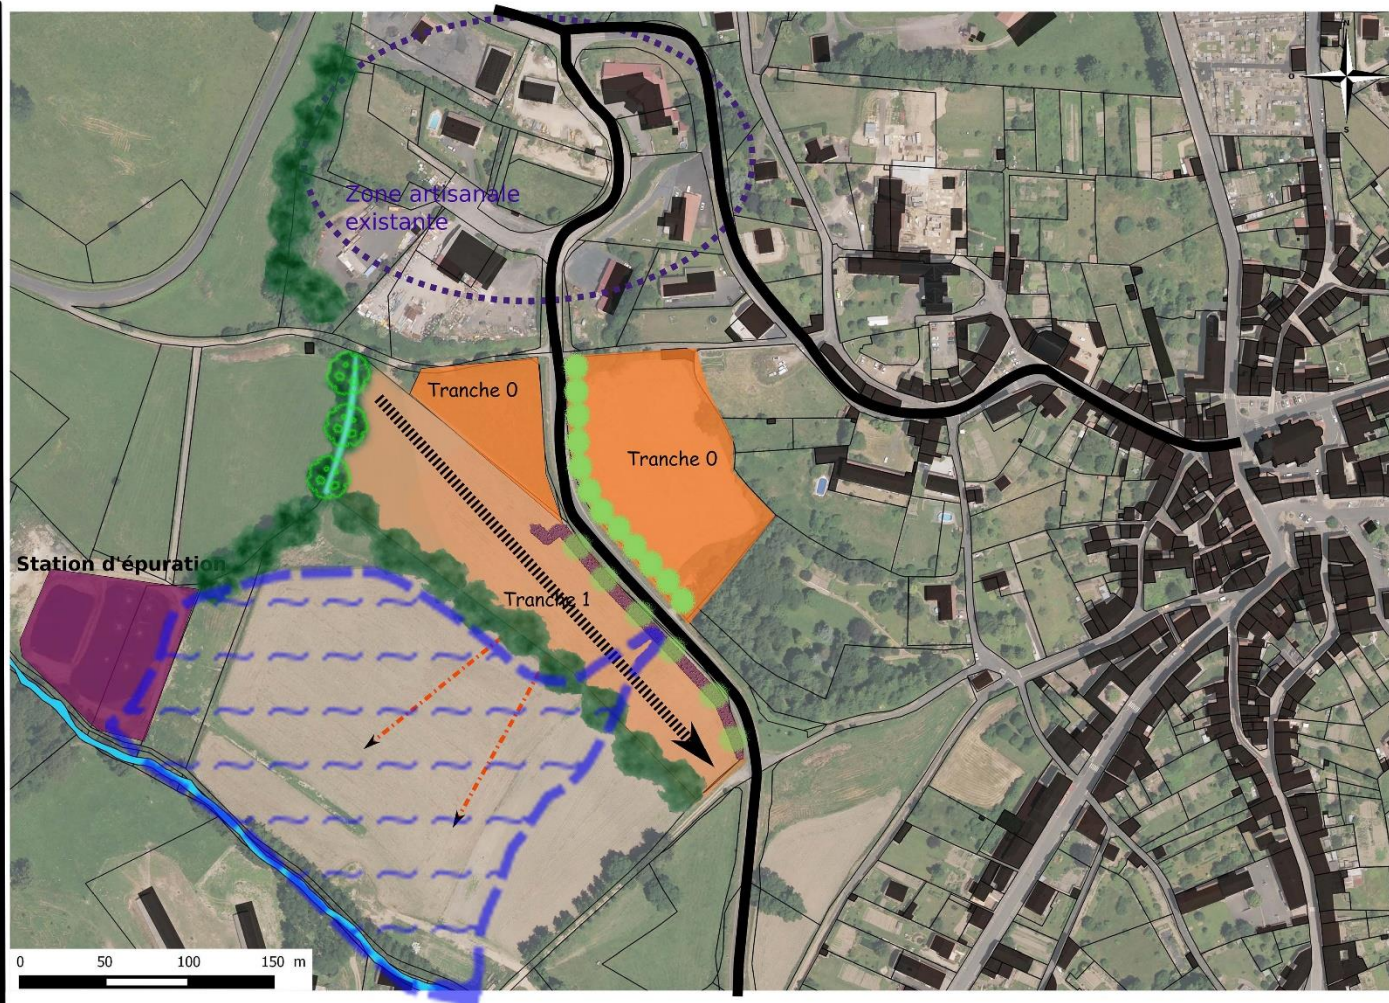 N
O
S
Zone artisanale
existante
Tranche 0
Tranche 0
Station d'épuration
Tranche 1
0 50 100 150 m